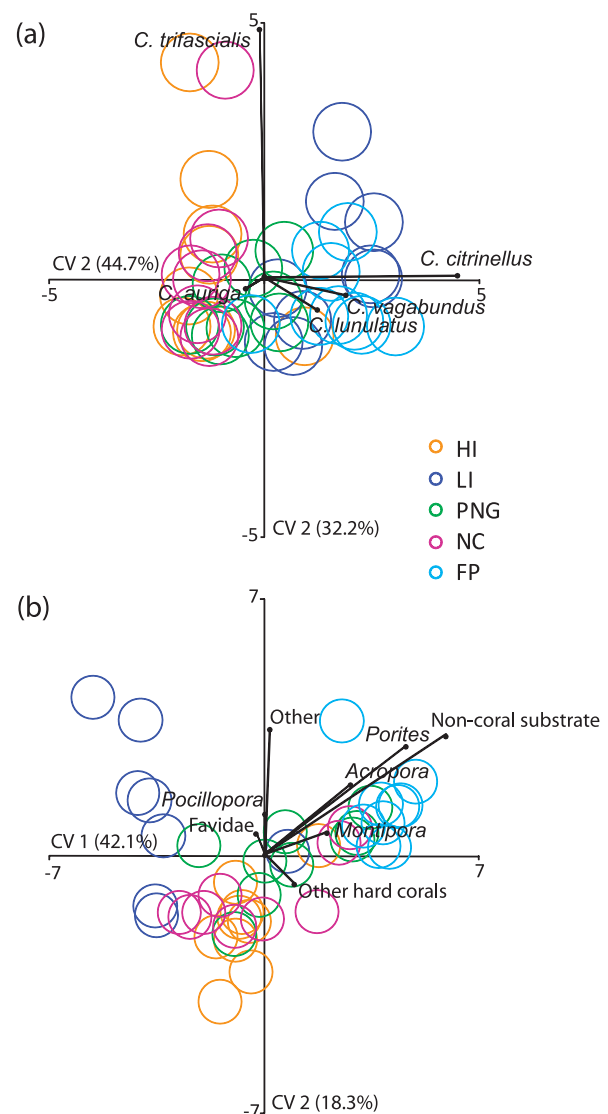 (a)
5
C. trifascialis
CV 2 (44.7%)
C. citrinellus
-5
5
C. auriga
C. vagabundus
C. lunulatus
HI
LI
PNG
NC
FP
-5
CV 2 (32.2%)
(b)
7
Other
Porites
Non-coral substrate
Acropora
Pocillopora
Favidae
Montipora
CV 1 (42.1%)
-7
7
Other hard corals
CV 2 (18.3%)
-7